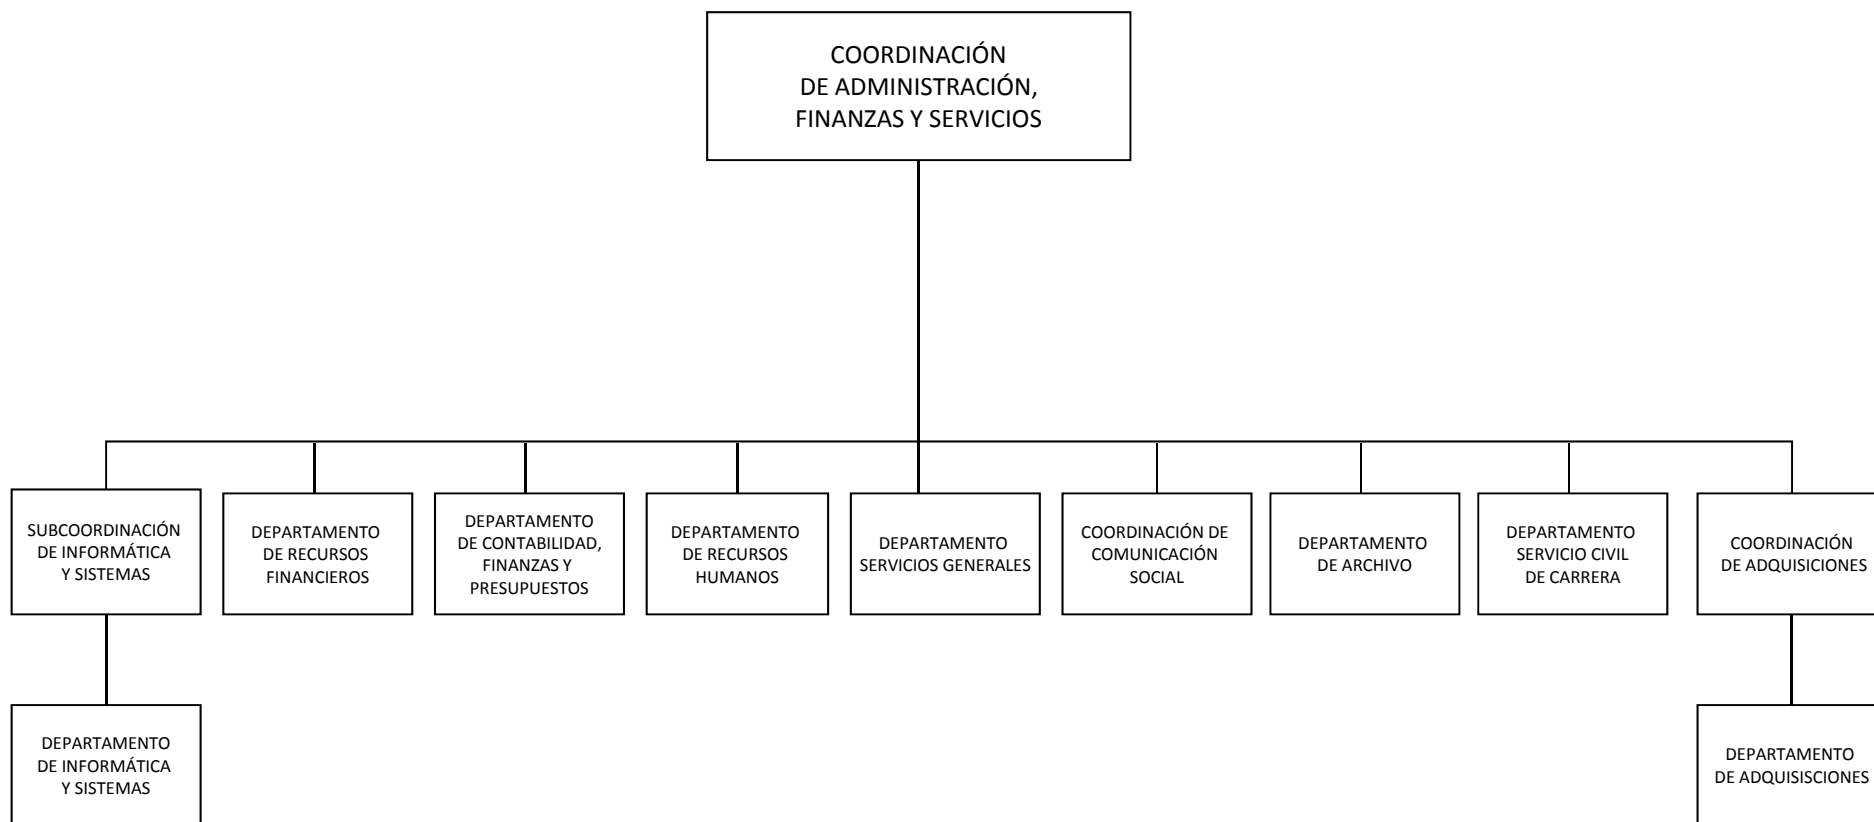 COORDINACIÓN
DE ADMINISTRACIÓN,
FINANZAS Y SERVICIOS
SUBCOORDINACIÓN
DE INFORMÁTICA
Y SISTEMAS
DEPARTAMENTO
DE RECURSOS
FINANCIEROS
DEPARTAMENTO
DE CONTABILIDAD,
FINANZAS Y
PRESUPUESTOS
DEPARTAMENTO
DE RECURSOS
HUMANOS
DEPARTAMENTO
SERVICIOS GENERALES
COORDINACIÓN DE
COMUNICACIÓN
SOCIAL
DEPARTAMENTO
DE ARCHIVO
DEPARTAMENTO
SERVICIO CIVIL
DE CARRERA
COORDINACIÓN
DE ADQUISICIONES
DEPARTAMENTO
DE INFORMÁTICA
Y SISTEMAS
DEPARTAMENTO
DE ADQUISISCIONES